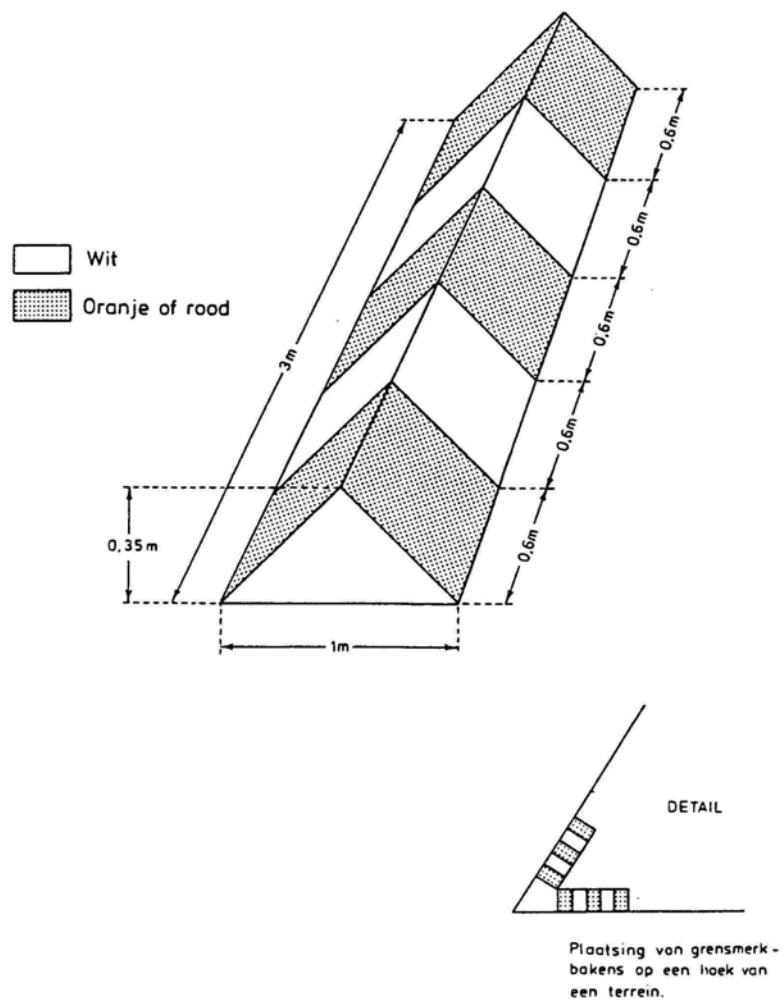 Wit
Oranje of rood
3m
0,35m
1m
0,6m
0,6m
0,6m
0,6m
0,6m
DETAIL
Plaatsing van grensmerk-
bakens op een hoek van
een terrein.